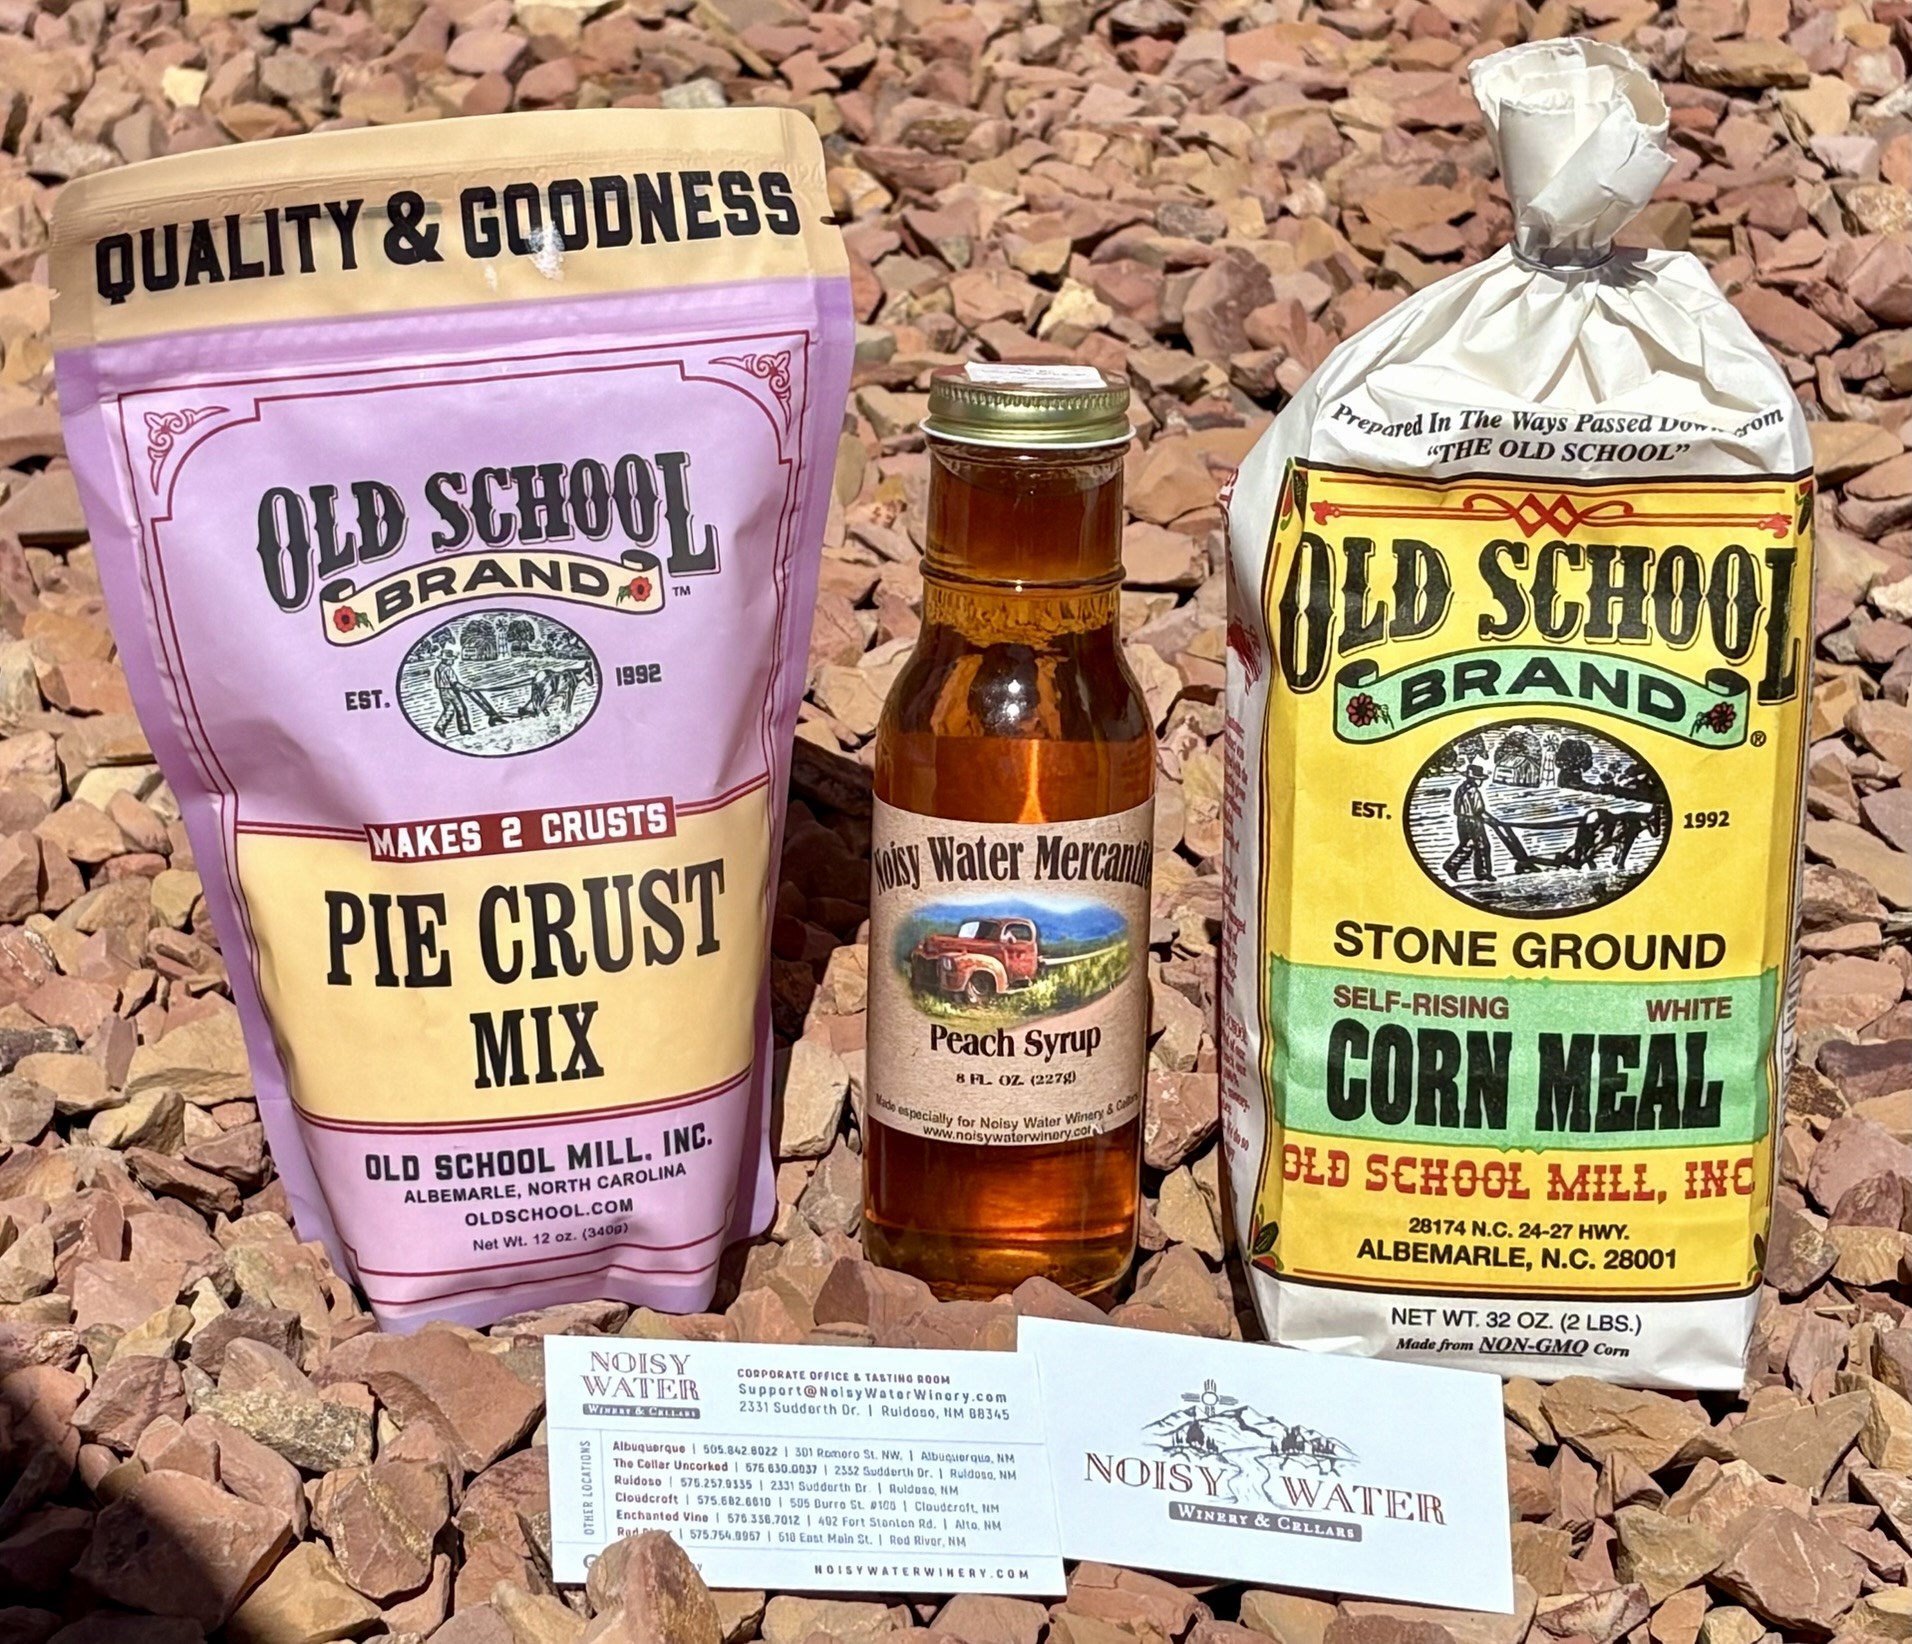 QUALITY & GOODNESS
OLD SCHOOL
BRAND
™
EST. 1992
MAKES 2 CRUSTS
PIE CRUST
MIX
OLD SCHOOL MILL, INC.
ALBEMARLE, NORTH CAROLINA
OLDSCHOOL.COM
Net Wt. 12 oz. (340g)
Noisy Water Mercantile
Peach Syrup
8 FL. OZ. (227g)
Made especially for Noisy Water Winery & Cellars
www.noisywaterwinery.com
Prepared In The Ways Passed Down From
"THE OLD SCHOOL"
OLD SCHOOL
BRAND
®
EST. 1992
STONE GROUND
SELF-RISING WHITE
CORN MEAL
OLD SCHOOL MILL, INC
28174 N.C. 24-27 HWY.
ALBEMARLE, N.C. 28001
NET WT. 32 OZ. (2 LBS.)
Made from NON-GMO Corn
NOISY
WATER
WINERY & CELLARS
CORPORATE OFFICE & TASTING ROOM
Support@NoisyWaterWinery.com
2331 Sudderth Dr. | Ruidoso, NM 88345
OTHER LOCATIONS
Albuquerque | 505.842.8022 | 301 Romero St. NW, | Albuquerque, NM
The Cellar Uncorked | 575.630.0037 | 2332 Sudderth Dr. | Ruidoso, NM
Ruidoso | 575.257.9335 | 2331 Sudderth Dr. | Ruidoso, NM
Cloudcroft | 575.682.6610 | 505 Burro St. #100 | Cloudcroft, NM
Enchanted Vine | 575.336.7012 | 492 Fort Stanton Rd. | Alto, NM
Red | 575.754.0957 | 510 East Main St. | Red River, NM
NOISYWATERWINERY.COM
NOISY WATER
WINERY & CELLARS